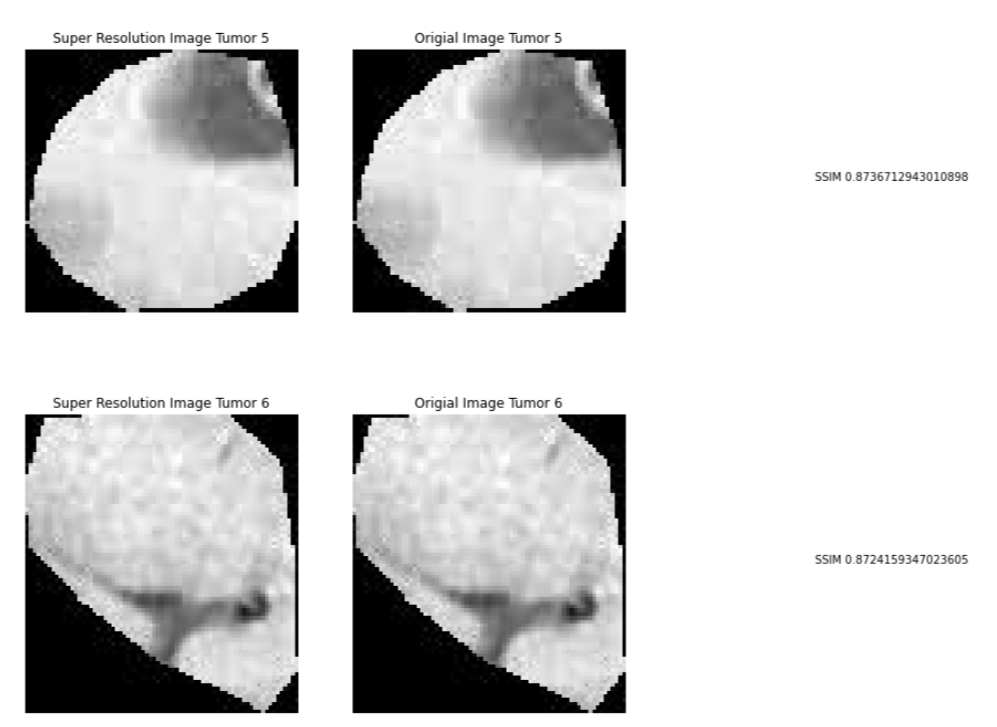 Super Resolution Image Tumor 5
Origial Image Tumor 5
SSIM 0.8736712943010898
Super Resolution Image Tumor 6
Origial Image Tumor 6
SSIM 0.8724159347023605